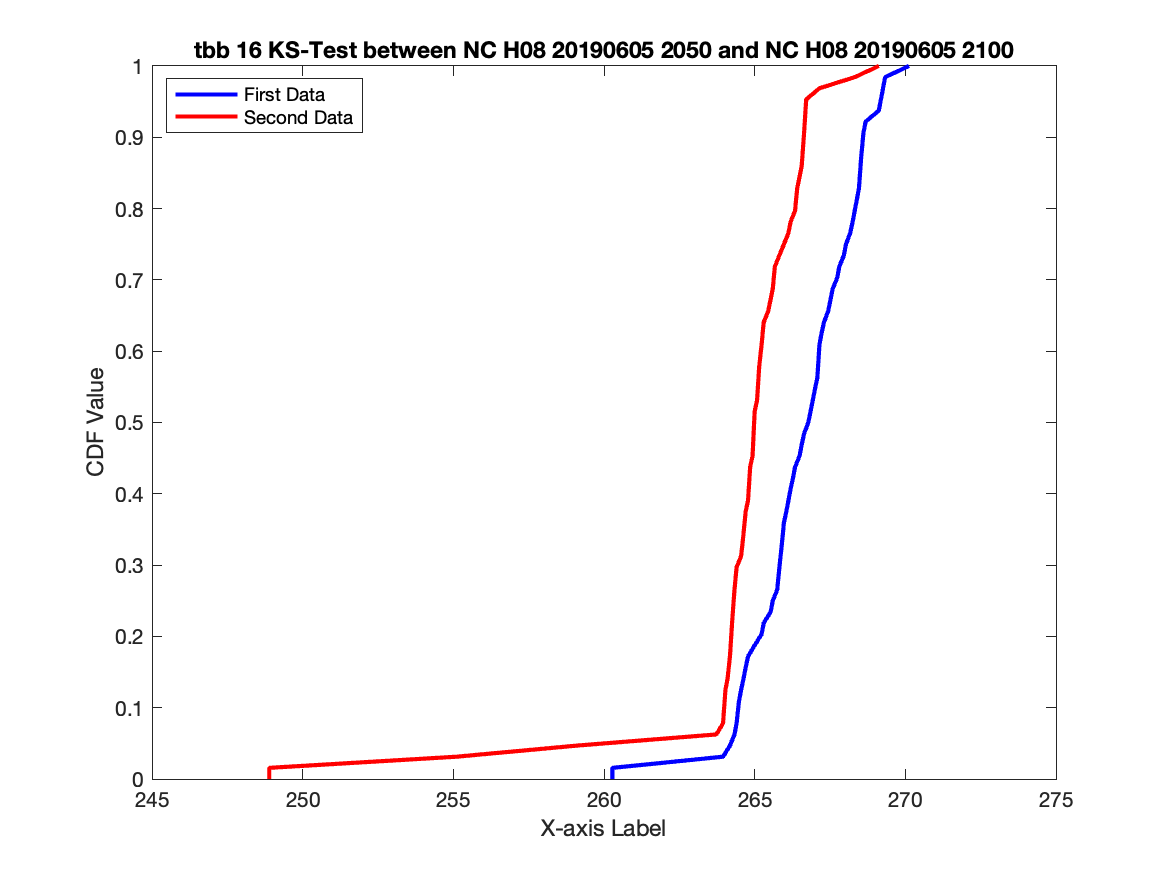 tbb 16 KS-Test between NC H08 20190605 2050 and NC H08 20190605 2100
First Data
Second Data
CDF Value
1
0.9
0.8
0.7
0.6
0.5
0.4
0.3
0.2
0.1
0
245 250 255 260 265 270 275
X-axis Label